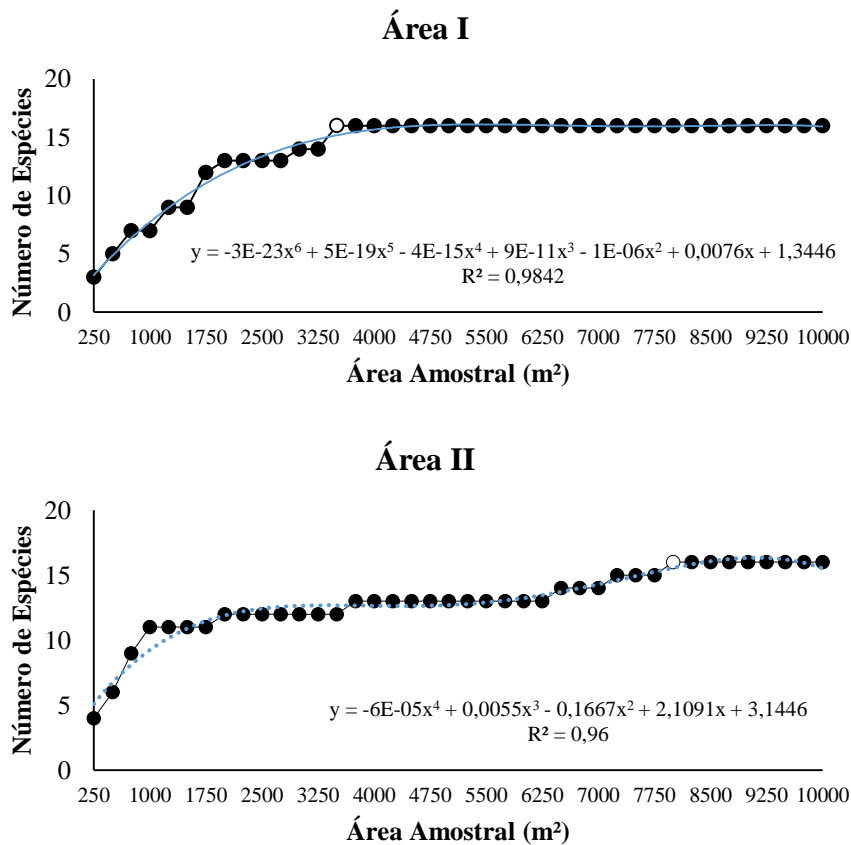 Área I
Número de Espécies
20
15
10
5
0
y = -3E-23x⁶ + 5E-19x⁵ - 4E-15x⁴ + 9E-11x³ - 1E-06x² + 0,0076x + 1,3446
R² = 0,9842
250 1000 1750 2500 3250 4000 4750 5500 6250 7000 7750 8500 9250 10000
Área Amostral (m²)
Área II
Número de Espécies
20
15
10
5
0
y = -6E-05x⁴ + 0,0055x³ - 0,1667x² + 2,1091x + 3,1446
R² = 0,96
250 1000 1750 2500 3250 4000 4750 5500 6250 7000 7750 8500 9250 10000
Área Amostral (m²)